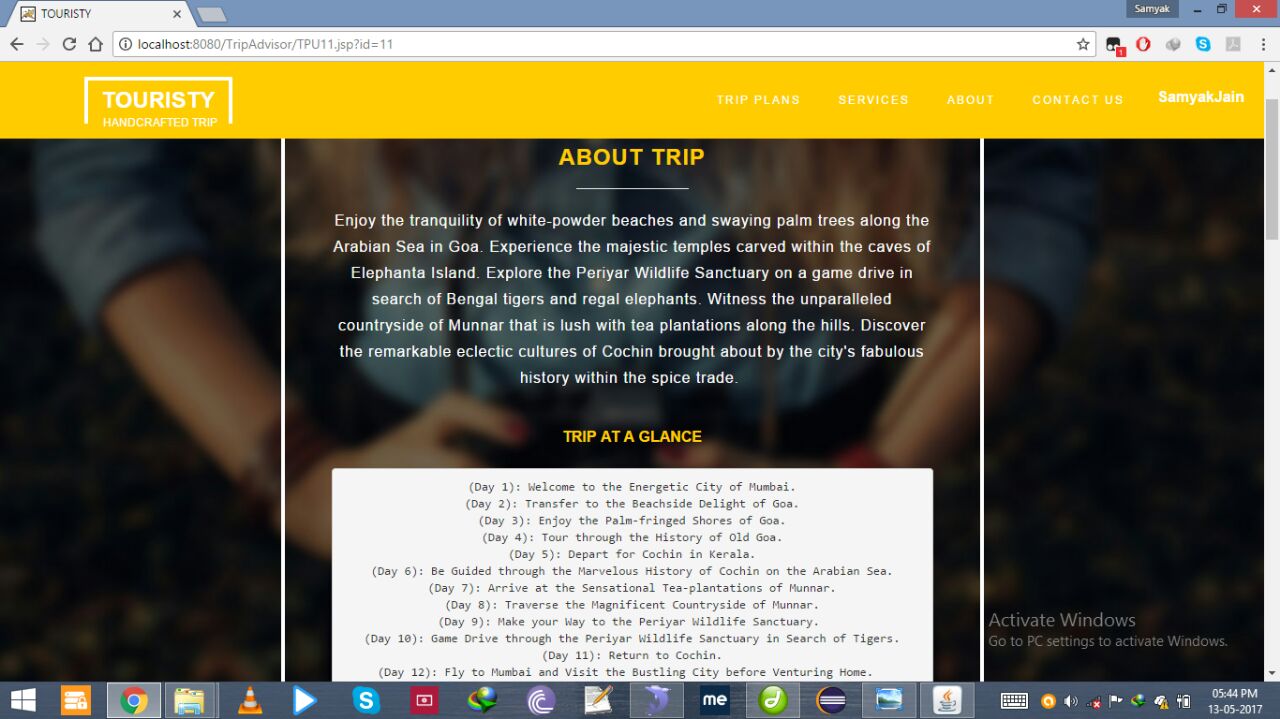 TOURISTY
Samyak
localhost:8080/TripAdvisor/TPU11.jsp?id=11
1
TOURISTY
HANDCRAFTED TRIP
TRIP PLANS
SERVICES
ABOUT
CONTACT US
SamyakJain
ABOUT TRIP
Enjoy the tranquility of white-powder beaches and swaying palm trees along the
Arabian Sea in Goa. Experience the majestic temples carved within the caves of
Elephanta Island. Explore the Periyar Wildlife Sanctuary on a game drive in
search of Bengal tigers and regal elephants. Witness the unparalleled
countryside of Munnar that is lush with tea plantations along the hills. Discover
the remarkable eclectic cultures of Cochin brought about by the city's fabulous
history within the spice trade.
TRIP AT A GLANCE
(Day 1): Welcome to the Energetic City of Mumbai.
(Day 2): Transfer to the Beachside Delight of Goa.
(Day 3): Enjoy the Palm-fringed Shores of Goa.
(Day 4): Tour through the History of Old Goa.
(Day 5): Depart for Cochin in Kerala.
(Day 6): Be Guided through the Marvelous History of Cochin on the Arabian Sea.
(Day 7): Arrive at the Sensational Tea-plantations of Munnar.
(Day 8): Traverse the Magnificent Countryside of Munnar.
(Day 9): Make your Way to the Periyar Wildlife Sanctuary.
(Day 10): Game Drive through the Periyar Wildlife Sanctuary in Search of Tigers.
(Day 11): Return to Cochin.
(Day 12): Fly to Mumbai and Visit the Bustling City before Venturing Home.
Activate Windows
Go to PC settings to activate Windows.
me
05:44 PM
13-05-2017